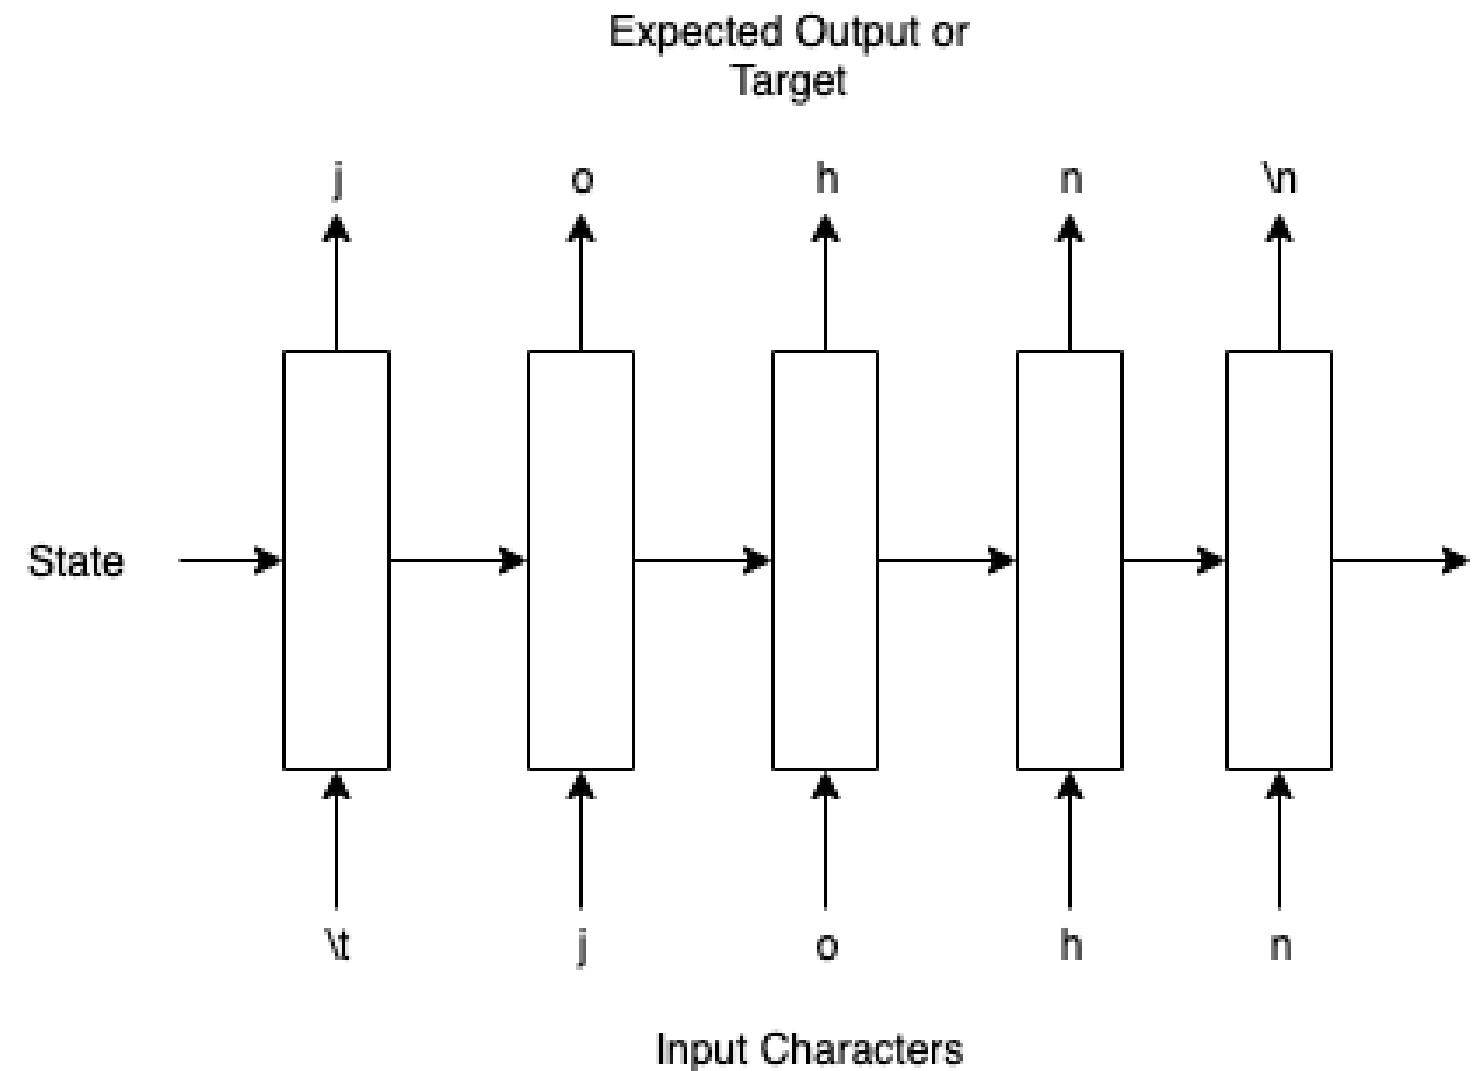 Expected Output or
Target
j o h n \n
State
\t j o h n
Input Characters